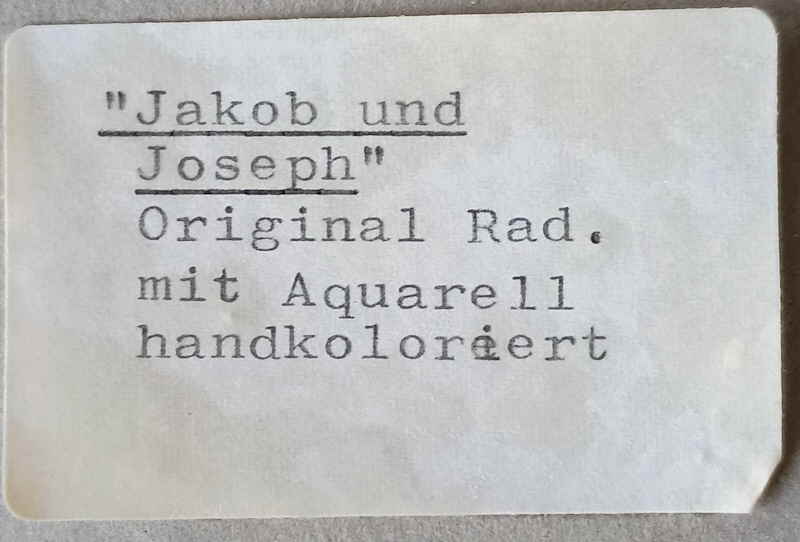 "Jakob und
Joseph"
Original Rad.
mit Aquarell
handkoloriert